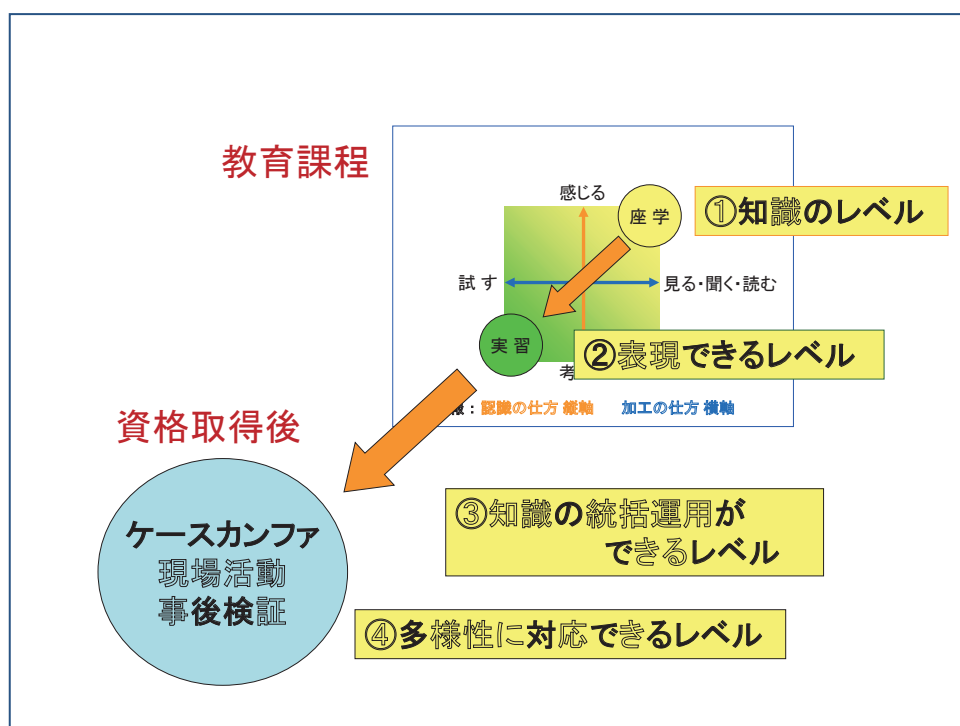 教育課程
感じる
座 学
①知識のレベル
試 す
見る・聞く・読む
実 習
②表現できるレベル
考
：認識の仕方 縦軸 加工の仕方 横軸
資格取得後
ケースカンファ
現場活動
事後検証
③知識の統括運用が
できるレベル
④多様性に対応できるレベル